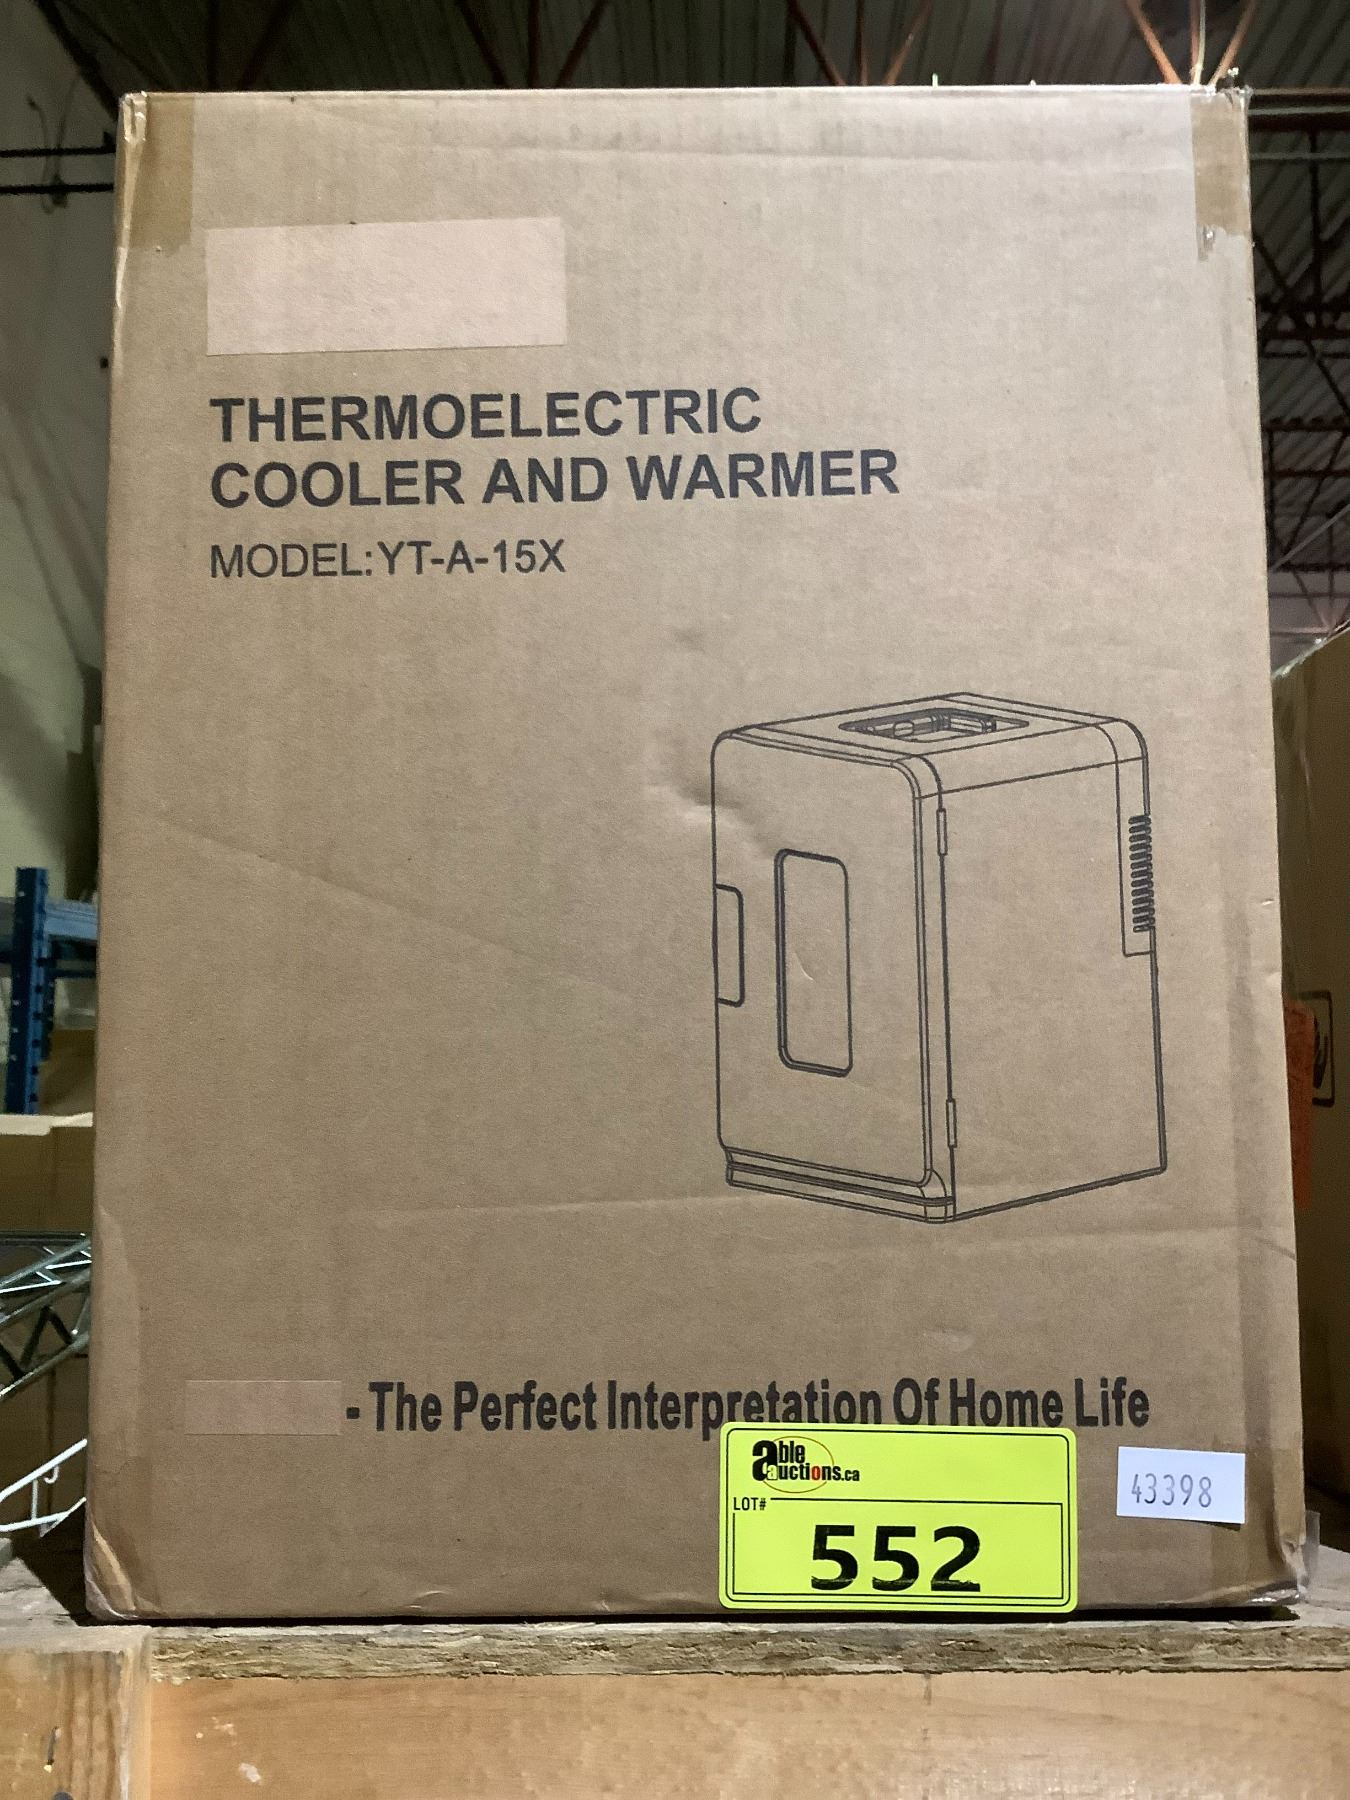 THERMOELECTRIC
COOLER AND WARMER
MODEL:YT-A-15X
- The Perfect Interpretation Of Home Life
able
auctions.ca
LOT#
552
43398